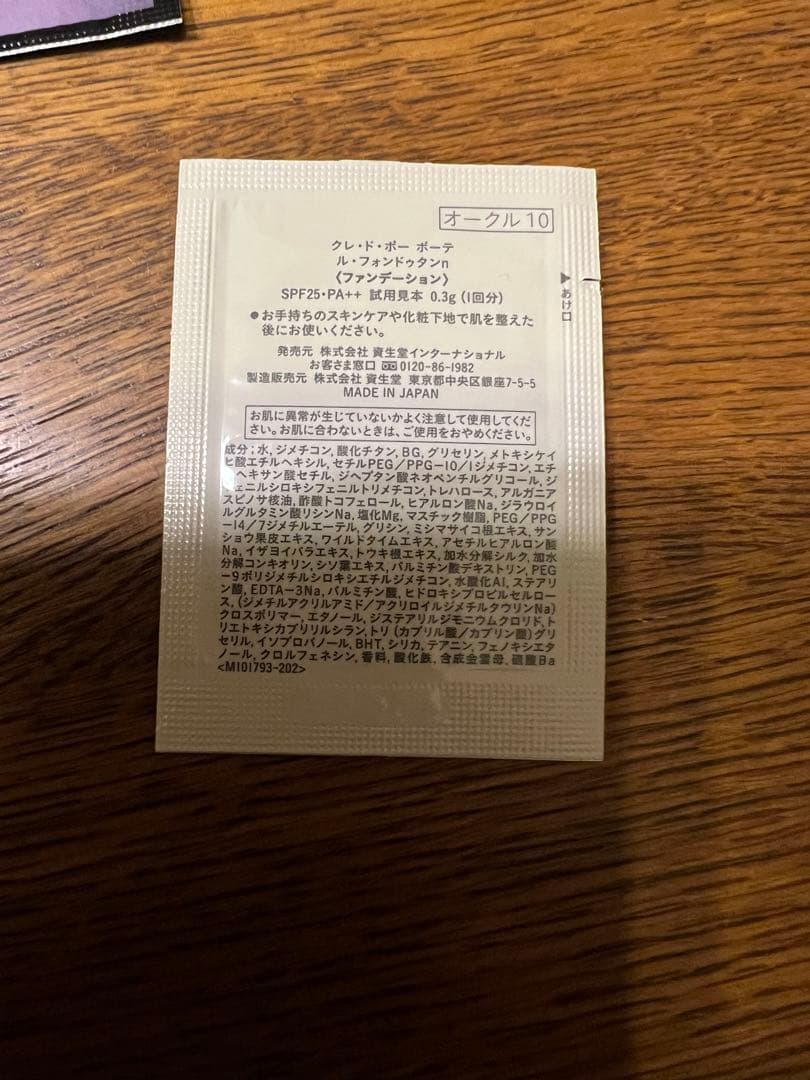 オークル10
クレ・ド・ポー ボーテ
ル・フォンドゥタンn
〈ファンデーション〉
SPF25・PA++ 試用見本 0.3g (1回分)
▶あけ口
●お手持ちのスキンケアや化粧下地で肌を整えた
後にお使いください。
発売元 株式会社 資生堂インターナショナル
お客さま窓口 0120-86-1982
製造販売元 株式会社 資生堂 東京都中央区銀座7-5-5
MADE IN JAPAN
お肌に異常が生じていないかよく注意して使用してくだ
さい。お肌に合わないときは、ご使用をおやめください。
成分：水, ジメチコン, 酸化チタン, BG, グリセリン, メトキシケイ
ヒ酸エチルヘキシル, セチルPEG／PPG-10／1ジメチコン, エチ
ルヘキサン酸セチル, ジヘプタン酸ネオペンチルグリコール, ジ
フェニルシロキシフェニルトリメチコン, トレハロース, アルガニア
スピノサ核油, 酢酸トコフェロール, ヒアルロン酸Na, ジラウロイ
ルグルタミン酸リシンNa, 塩化Mg, マスチック樹脂, PEG／PPG
-14／7ジメチルエーテル, グリシン, ミシマサイコ根エキス, サン
ショウ果皮エキス, ワイルドタイムエキス, アセチルヒアルロン酸
Na, イザヨイバラエキス, トウキ根エキス, 加水分解シルク, 加水
分解コンキオリン, シソ葉エキス, パルミチン酸デキストリン, PEG
-9ポリジメチルシロキシエチルジメチコン, 水酸化Al, ステアリ
ン酸, EDTA-3Na, パルミチン酸, ヒドロキシプロピルセルロー
ス, (ジメチルアクリルアミド／アクリロイルジメチルタウリンNa)
クロスポリマー, エタノール, ジステアリルジモニウムクロリド, ト
リエトキシカプリリルシラン, トリ (カプリル酸／カプリン酸) グリ
セリル, イソプロパノール, BHT, シリカ, テアニン, フェノキシエタ
ノール, クロルフェネシン, 香料, 酸化鉄, 合成金雲母, 硫酸Ba
<M101793-202>